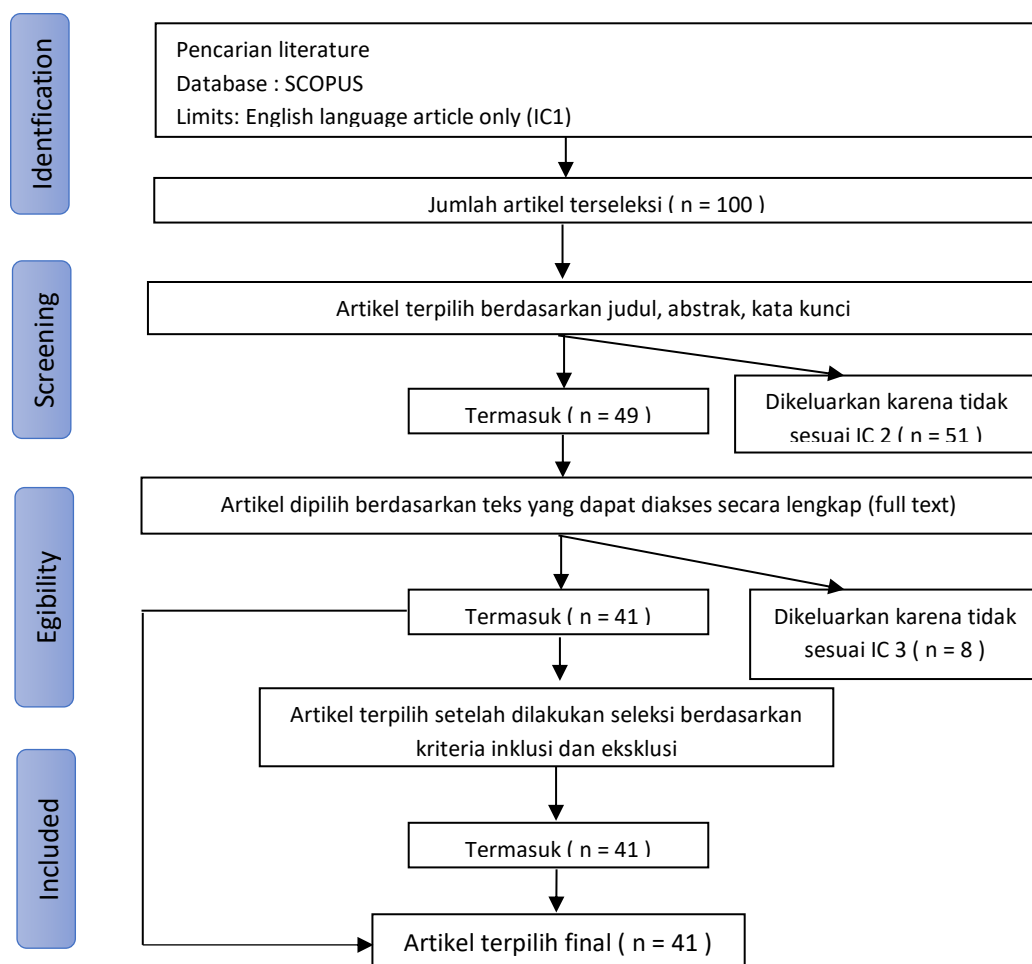 Identfication
Pencarian literature
Database : SCOPUS
Limits: English language article only (IC1)
Jumlah artikel terseleksi ( n = 100 )
Screening
Artikel terpilih berdasarkan judul, abstrak, kata kunci
Termasuk ( n = 49 )
Dikeluarkan karena tidak
sesuai IC 2 ( n = 51 )
Egibility
Artikel dipilih berdasarkan teks yang dapat diakses secara lengkap (full text)
Termasuk ( n = 41 )
Dikeluarkan karena tidak
sesuai IC 3 ( n = 8 )
Artikel terpilih setelah dilakukan seleksi berdasarkan
kriteria inklusi dan eksklusi
Included
Termasuk ( n = 41 )
Artikel terpilih final ( n = 41 )